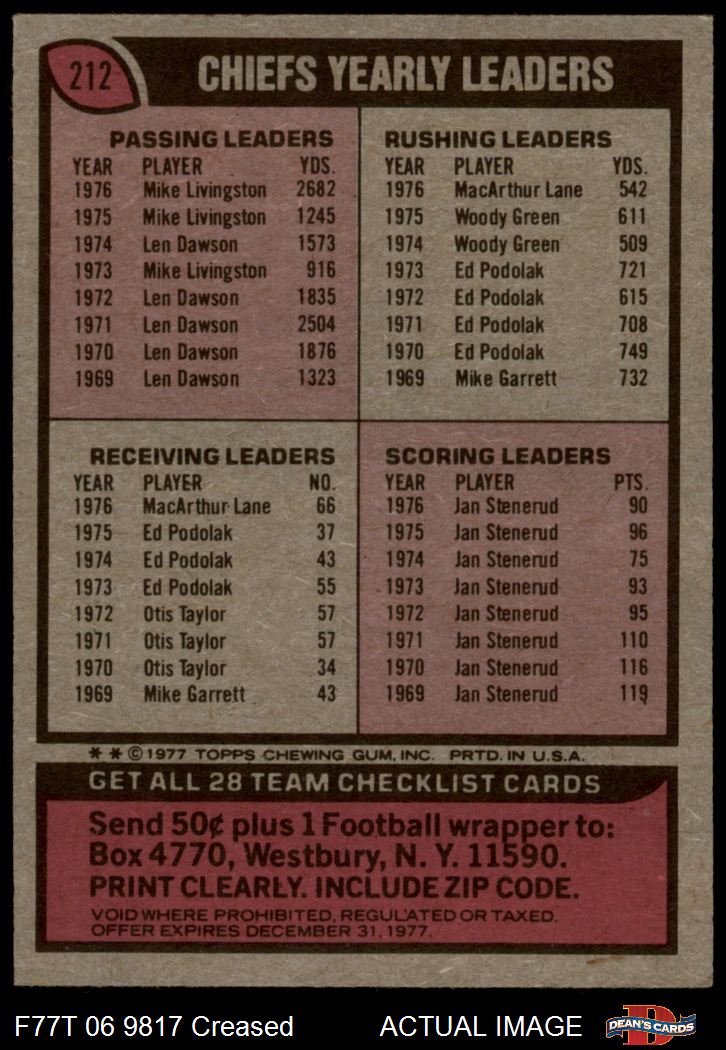 212
CHIEFS YEARLY LEADERS
PASSING LEADERS
YEAR PLAYER YDS.
1976 Mike Livingston 2682
1975 Mike Livingston 1245
1974 Len Dawson 1573
1973 Mike Livingston 916
1972 Len Dawson 1835
1971 Len Dawson 2504
1970 Len Dawson 1876
1969 Len Dawson 1323
RUSHING LEADERS
YEAR PLAYER YDS.
1976 MacArthur Lane 542
1975 Woody Green 611
1974 Woody Green 509
1973 Ed Podolak 721
1972 Ed Podolak 615
1971 Ed Podolak 708
1970 Ed Podolak 749
1969 Mike Garrett 732
RECEIVING LEADERS
YEAR PLAYER NO.
1976 MacArthur Lane 66
1975 Ed Podolak 37
1974 Ed Podolak 43
1973 Ed Podolak 55
1972 Otis Taylor 57
1971 Otis Taylor 57
1970 Otis Taylor 34
1969 Mike Garrett 43
SCORING LEADERS
YEAR PLAYER PTS.
1976 Jan Stenerud 90
1975 Jan Stenerud 96
1974 Jan Stenerud 75
1973 Jan Stenerud 93
1972 Jan Stenerud 95
1971 Jan Stenerud 110
1970 Jan Stenerud 116
1969 Jan Stenerud 119
* * © 1977 TOPPS CHEWING GUM, INC. PRTD. IN U.S.A.
GET ALL 28 TEAM CHECKLIST CARDS
Send 50¢ plus 1 Football wrapper to:
Box 4770, Westbury, N. Y. 11590.
PRINT CLEARLY. INCLUDE ZIP CODE.
VOID WHERE PROHIBITED, REGULATED OR TAXED.
OFFER EXPIRES DECEMBER 31, 1977.
F77T 06 9817 Creased ACTUAL IMAGE
D
DEAN'S CARDS